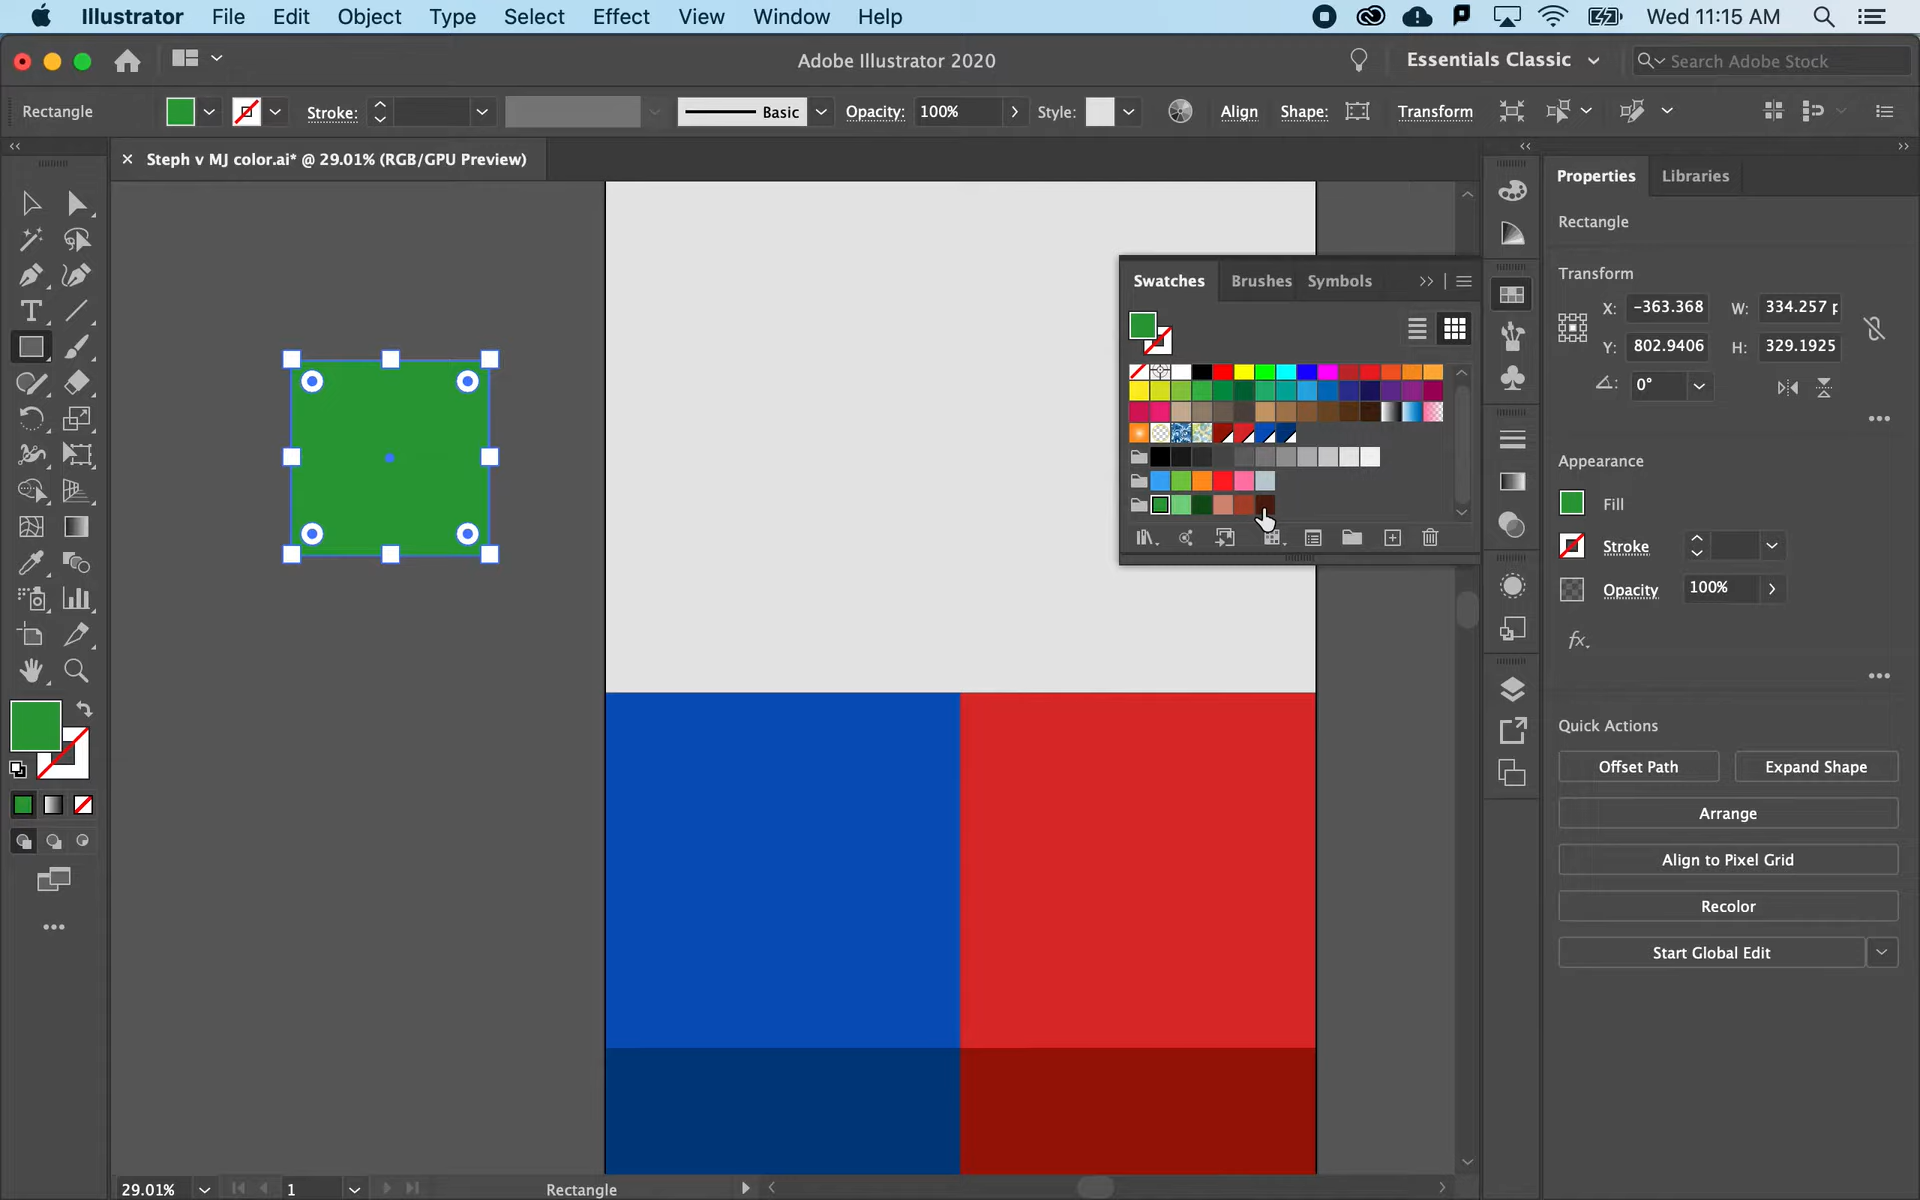 Illustrator File Edit Object Type Select Effect View Window Help Wed 11:15 AM
Adobe Illustrator 2020 Essentials Classic Search Adobe Stock
Rectangle Stroke: Basic Opacity: 100% Style: Align Shape: Transform
× Steph v MJ color.ai* @ 29.01% (RGB/GPU Preview)
Properties Libraries
Rectangle
Transform
X: -363.368 W: 334.257 p
Y: 802.9406 H: 329.1925
0°
Swatches Brushes Symbols
Appearance
Fill
Stroke
Opacity 100%
fx.
Quick Actions
Offset Path Expand Shape
Arrange
Align to Pixel Grid
Recolor
Start Global Edit
29.01% 1 Rectangle